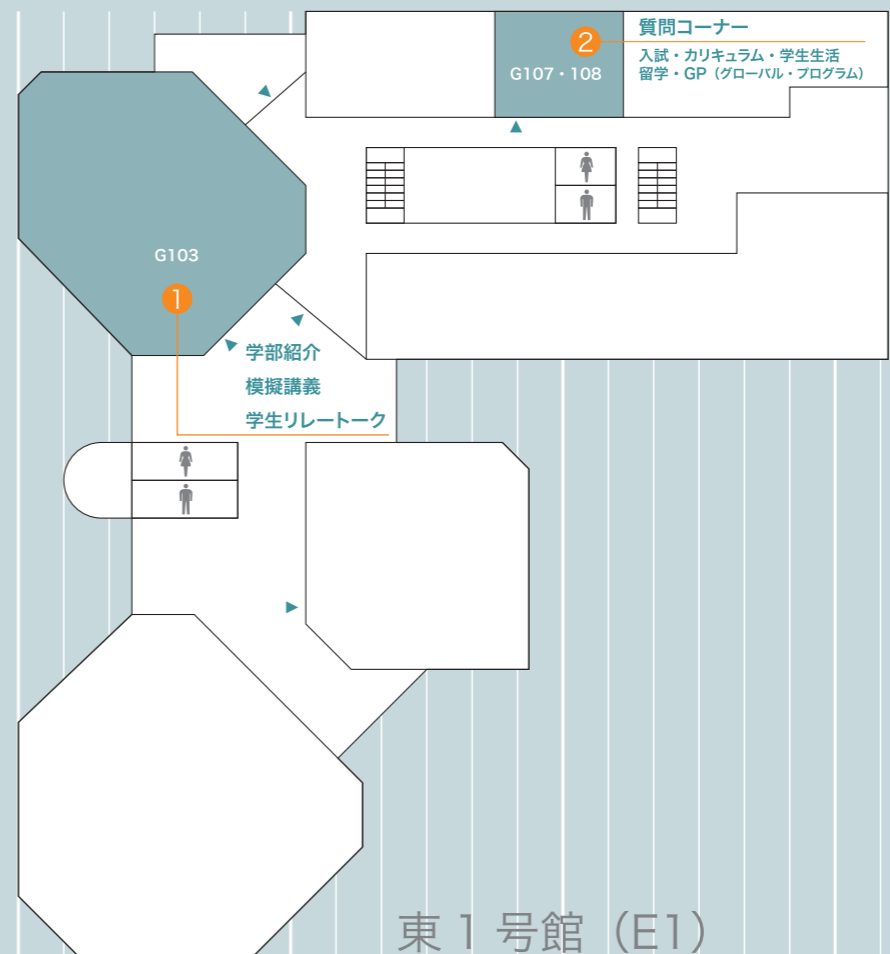 2
質問コーナー
入試・カリキュラム・学生生活
留学・GP（グローバル・プログラム）
G107・108
G103
1
学部紹介
模擬講義
学生リレートーク
東 1 号館（E1）